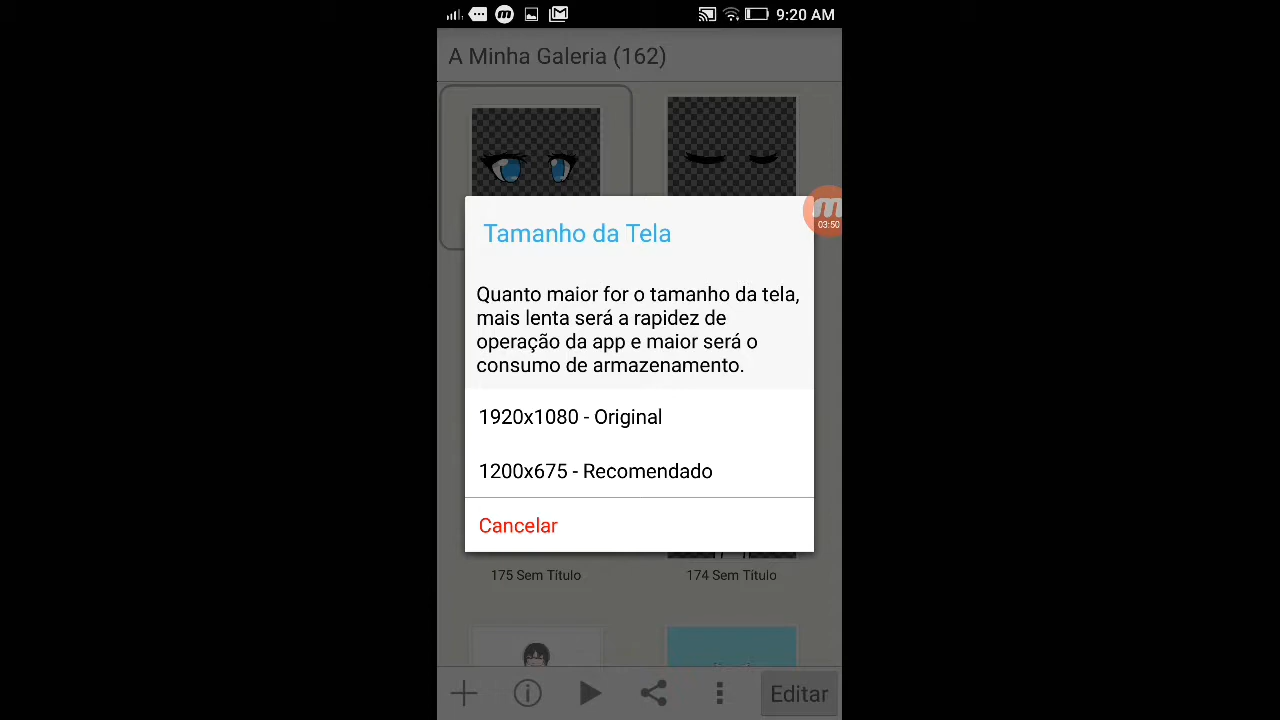 9:20 AM
A Minha Galeria (162)
03:50
Tamanho da Tela
Quanto maior for o tamanho da tela,
mais lenta será a rapidez de
operação da app e maior será o
consumo de armazenamento.
1920x1080 - Original
1200x675 - Recomendado
Cancelar
175 Sem Título
174 Sem Título
Editar